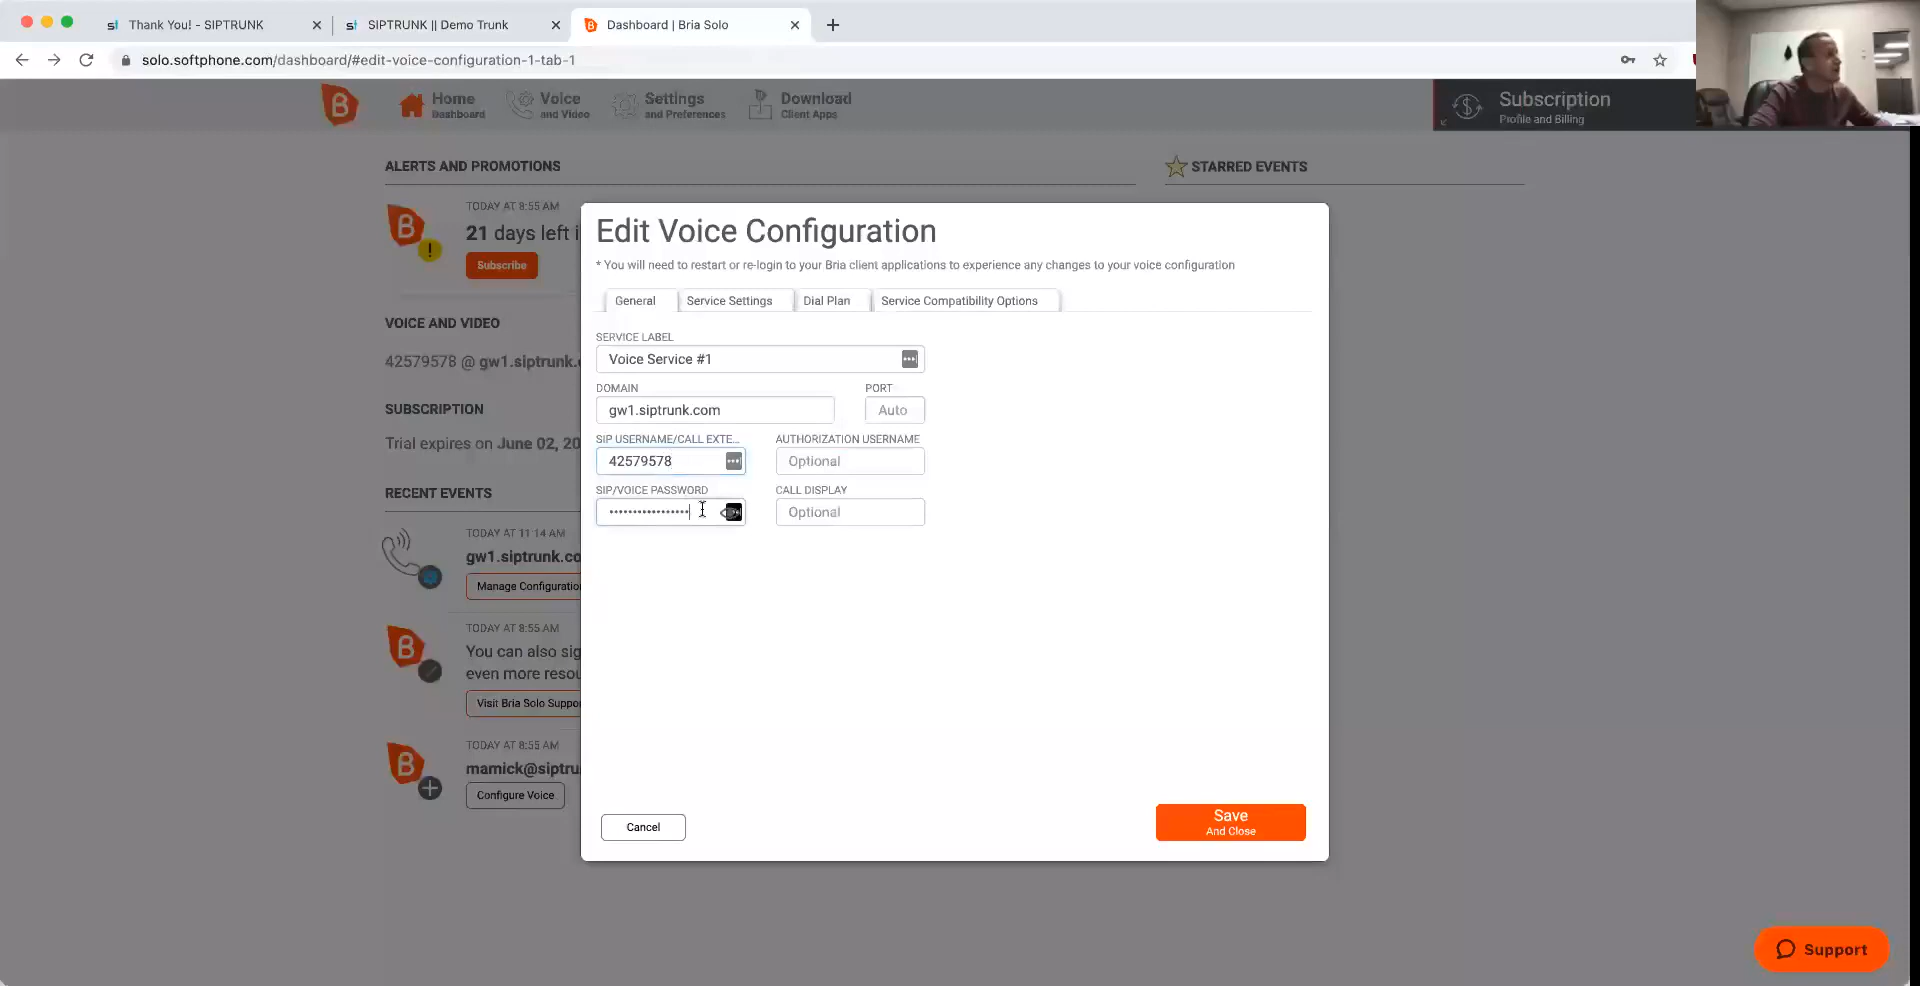 Thank You! - SIPTRUNK
SIPTRUNK || Demo Trunk
Dashboard | Bria Solo
solo.softphone.com/dashboard/#edit-voice-configuration-1-tab-1
Home
Dashboard
Voice
and Video
Settings
and Preferences
Download
Client Apps
Subscription
Profile and Billing
ALERTS AND PROMOTIONS
STARRED EVENTS
TODAY AT 8:55 AM
21 days left i
Subscribe
VOICE AND VIDEO
42579578 @ gw1.siptrunk.
SUBSCRIPTION
Trial expires on June 02, 20
RECENT EVENTS
TODAY AT 11:14 AM
gw1.siptrunk.co
Manage Configuratio
TODAY AT 8:55 AM
You can also sig
even more resou
Visit Bria Solo Suppo
TODAY AT 8:55 AM
mamick@siptru
Configure Voice
Edit Voice Configuration
* You will need to restart or re-login to your Bria client applications to experience any changes to your voice configuration
General
Service Settings
Dial Plan
Service Compatibility Options
SERVICE LABEL
Voice Service #1
DOMAIN
PORT
gw1.siptrunk.com
Auto
SIP USERNAME/CALL EXTE...
AUTHORIZATION USERNAME
42579578
Optional
SIP/VOICE PASSWORD
CALL DISPLAY
Optional
Cancel
Save
And Close
Support